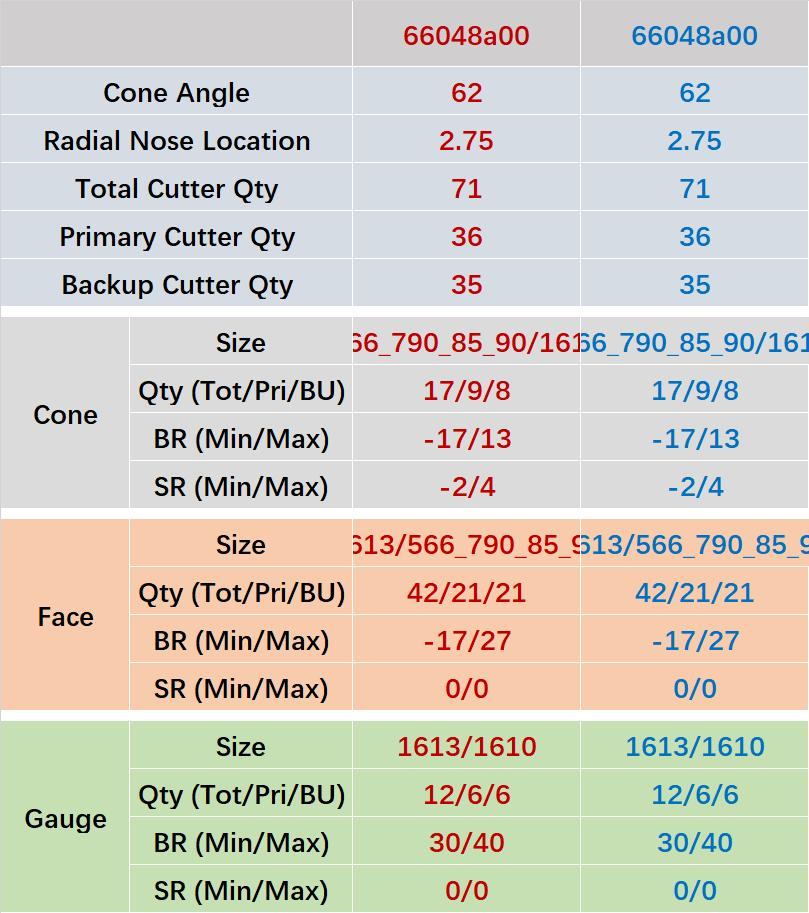 66048a00 66048a00
Cone Angle 62 62
Radial Nose Location 2.75 2.75
Total Cutter Qty 71 71
Primary Cutter Qty 36 36
Backup Cutter Qty 35 35
Cone
Size 66_790_85_90/161 66_790_85_90/161
Qty (Tot/Pri/BU) 17/9/8 17/9/8
BR (Min/Max) -17/13 -17/13
SR (Min/Max) -2/4 -2/4
Face
Size 613/566_790_85_9 613/566_790_85_9
Qty (Tot/Pri/BU) 42/21/21 42/21/21
BR (Min/Max) -17/27 -17/27
SR (Min/Max) 0/0 0/0
Gauge
Size 1613/1610 1613/1610
Qty (Tot/Pri/BU) 12/6/6 12/6/6
BR (Min/Max) 30/40 30/40
SR (Min/Max) 0/0 0/0